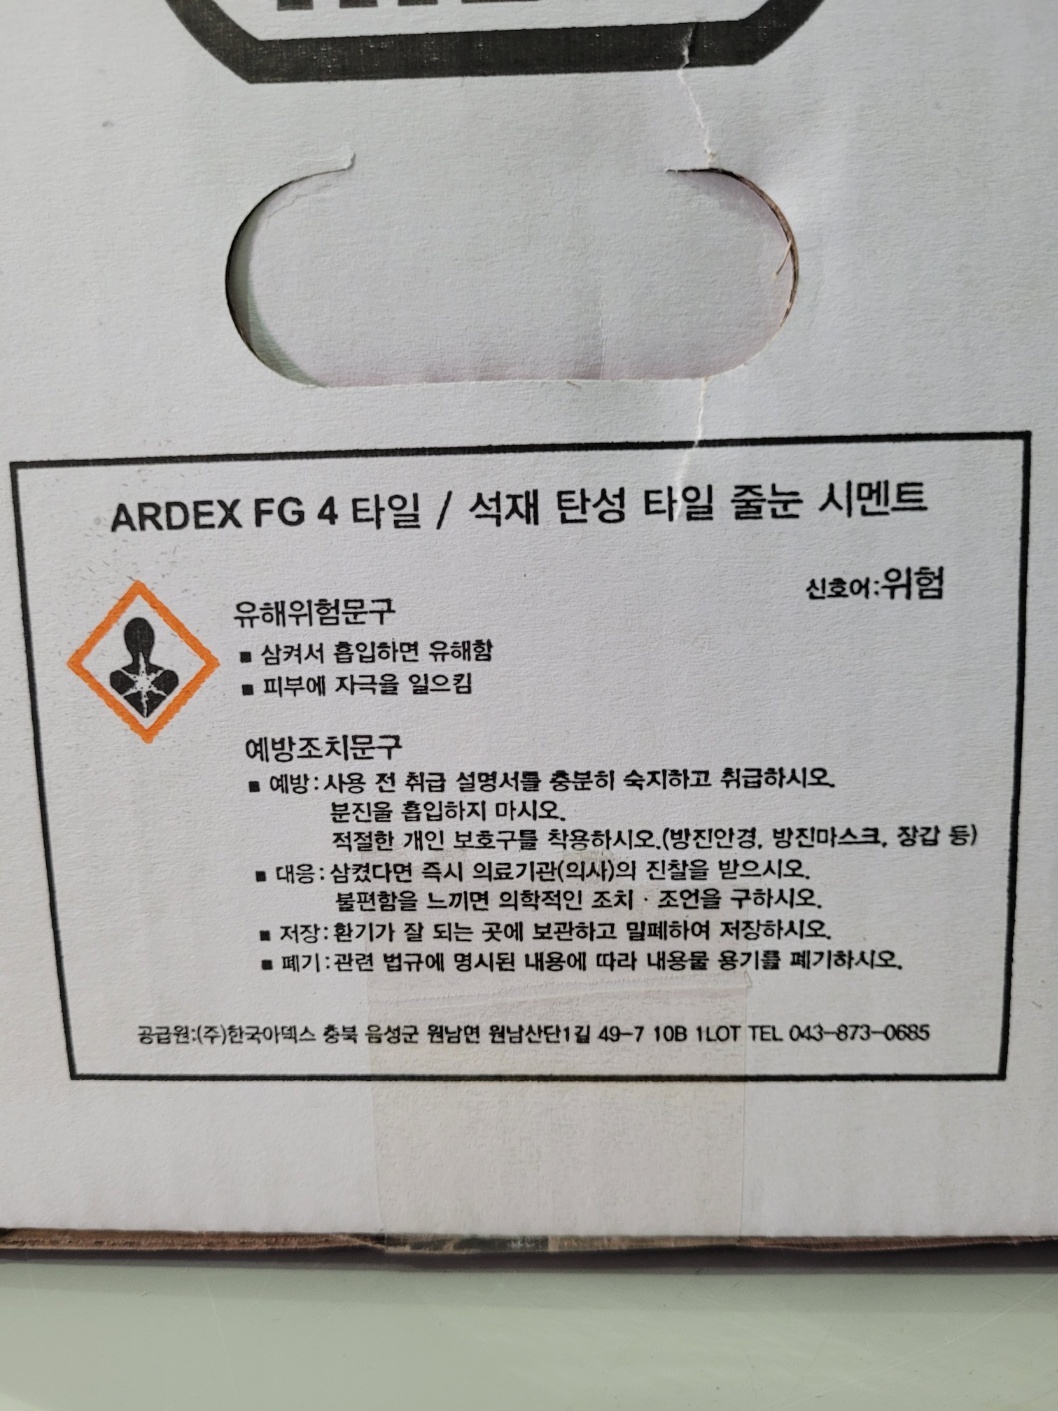 ARDEX FG 4 타일 / 석재 탄성 타일 줄눈 시멘트
신호어:위험
유해위험문구
■ 삼켜서 흡입하면 유해함
■ 피부에 자극을 일으킴
예방조치문구
■ 예방:사용 전 취급 설명서를 충분히 숙지하고 취급하시오.
분진을 흡입하지 마시오.
적절한 개인 보호구를 착용하시오.(방진안경, 방진마스크, 장갑 등)
■ 대응:삼켰다면 즉시 의료기관(의사)의 진찰을 받으시오.
불편함을 느끼면 의학적인 조치 · 조언을 구하시오.
■ 저장:환기가 잘 되는 곳에 보관하고 밀폐하여 저장하시오.
■ 폐기:관련 법규에 명시된 내용에 따라 내용물 용기를 폐기하시오.
공급원:(주)한국아덱스 충북 음성군 원남면 원남산단1길 49-7 10B 1LOT TEL 043-873-0685